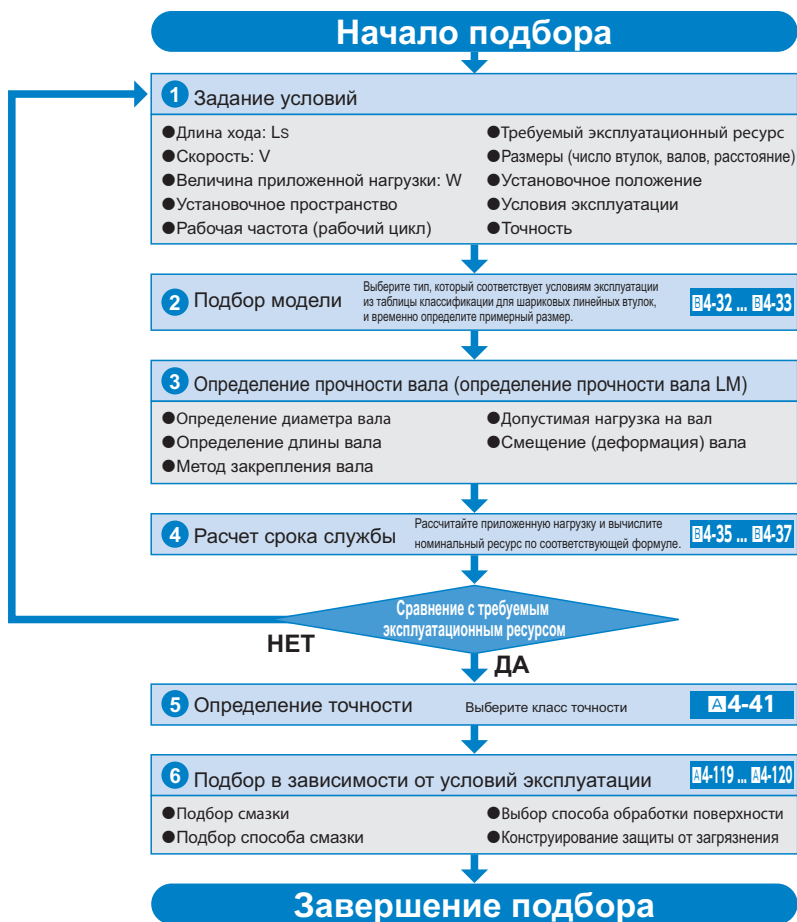 Начало подбора
1 Задание условий
●Длина хода: Ls
●Скорость: V
●Величина приложенной нагрузки: W
●Установочное пространство
●Рабочая частота (рабочий цикл)
●Требуемый эксплуатационный ресурс
●Размеры (число втулок, валов, расстояние)
●Установочное положение
●Условия эксплуатации
●Точность
2 Подбор модели
Выберите тип, который соответствует условиям эксплуатации
из таблицы классификации для шариковых линейных втулок,
и временно определите примерный размер.
B4-32 ... B4-33
3 Определение прочности вала (определение прочности вала LM)
●Определение диаметра вала
●Определение длины вала
●Метод закрепления вала
●Допустимая нагрузка на вал
●Смещение (деформация) вала
4 Расчет срока службы
Рассчитайте приложенную нагрузку и вычислите
номинальный ресурс по соответствующей формуле.
B4-35 ... B4-37
Сравнение с требуемым
эксплуатационным ресурсом
НЕТ
ДА
5 Определение точности
Выберите класс точности
A4-41
6 Подбор в зависимости от условий эксплуатации
A4-119 ... A4-120
●Подбор смазки
●Подбор способа смазки
●Выбор способа обработки поверхности
●Конструирование защиты от загрязнения
Завершение подбора